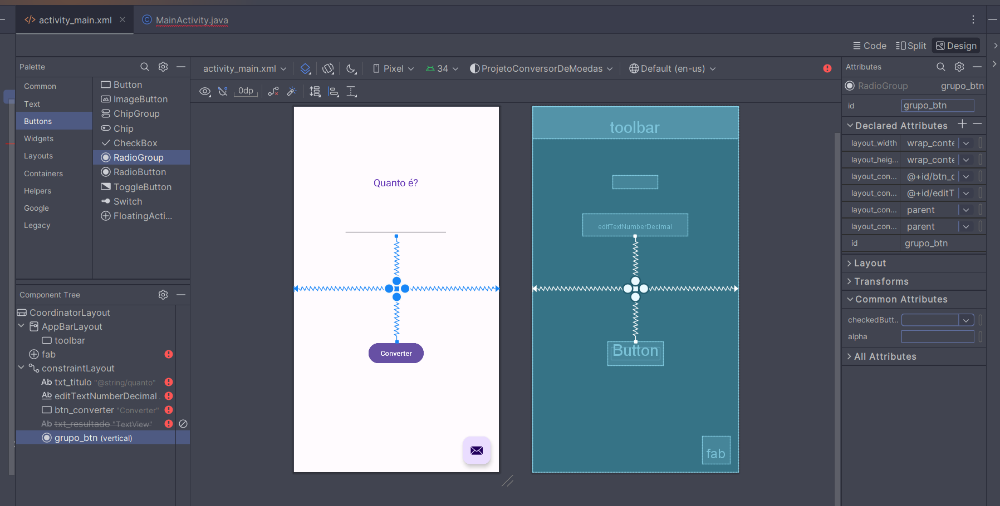 activity_main.xml
MainActivity.java
Code
Split
Design
Palette
Common
Text
Buttons
Widgets
Layouts
Containers
Helpers
Google
Legacy
Button
ImageButton
ChipGroup
Chip
CheckBox
RadioGroup
RadioButton
ToggleButton
Switch
FloatingActi...
Component Tree
CoordinatorLayout
AppBarLayout
toolbar
fab
constraintLayout
Ab txt_titulo "@string/quanto"
Ab editTextNumberDecimal
btn_converter "Converter"
Ab txt_resultado "TextView"
grupo_btn (vertical)
activity_main.xml
Pixel
34
ProjetoConversorDeMoedas
Default (en-us)
0dp
Quanto é?
Converter
toolbar
editTextNumberDecimal
Button
fab
Attributes
RadioGroup grupo_btn
id grupo_btn
Declared Attributes
layout_width wrap_conte
layout_heig... wrap_conte
layout_con... @+id/btn_c
layout_con... @+id/editT
layout_con... parent
layout_con... parent
id grupo_btn
Layout
Transforms
Common Attributes
checkedButt..
alpha
All Attributes